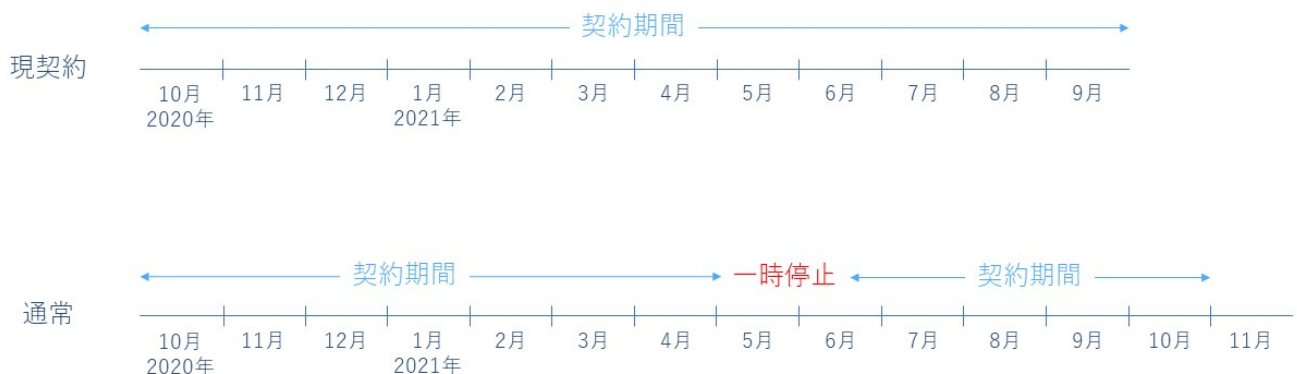 契約期間
現契約
10月 11月 12月 1月 2月 3月 4月 5月 6月 7月 8月 9月
2020年 2021年
契約期間 一時停止 契約期間
通常
10月 11月 12月 1月 2月 3月 4月 5月 6月 7月 8月 9月 10月 11月
2020年 2021年